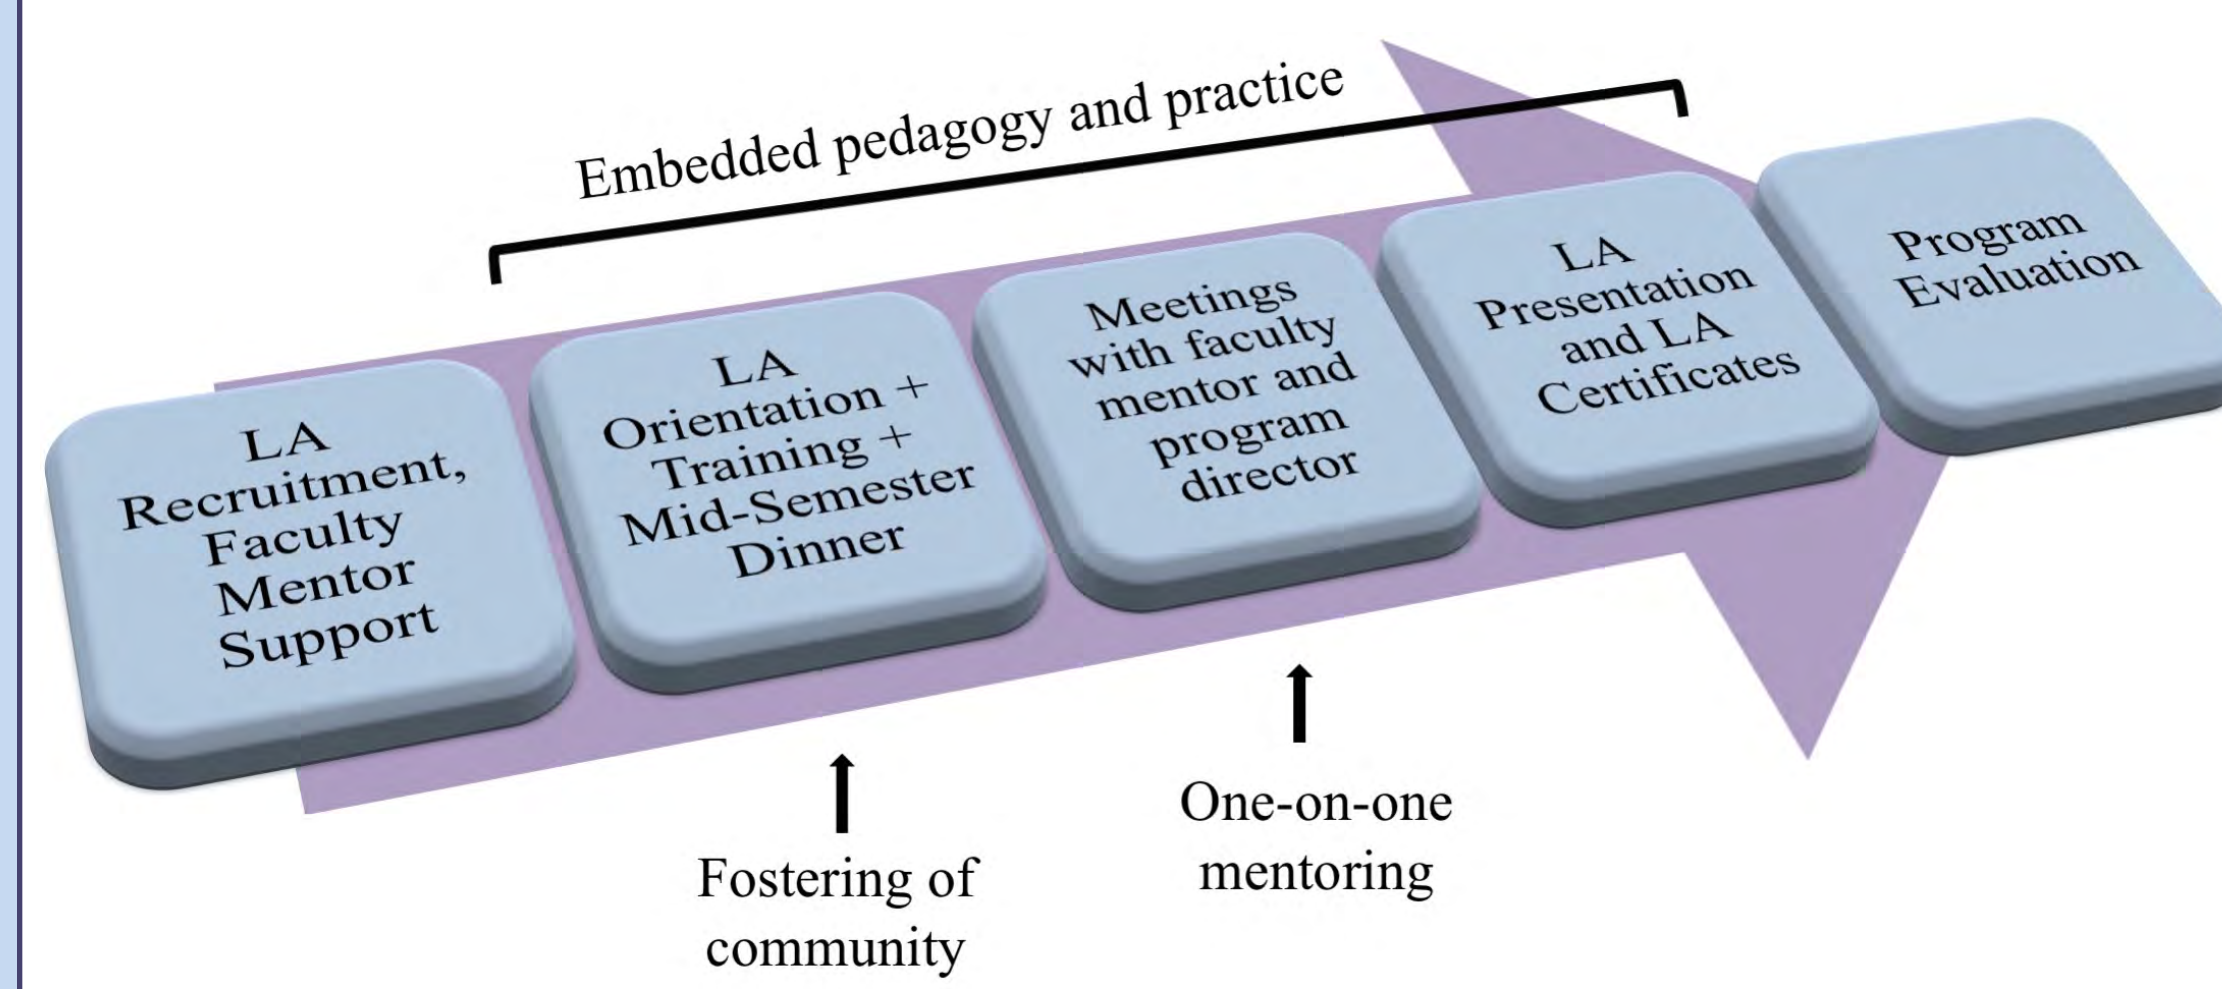 Embedded pedagogy and practice
LA
Recruitment,
Faculty
Mentor
Support
LA
Orientation +
Training +
Mid-Semester
Dinner
Meetings
with faculty
mentor and
program
director
LA
Presentation
and LA
Certificates
Program
Evaluation
Fostering of
community
One-on-one
mentoring